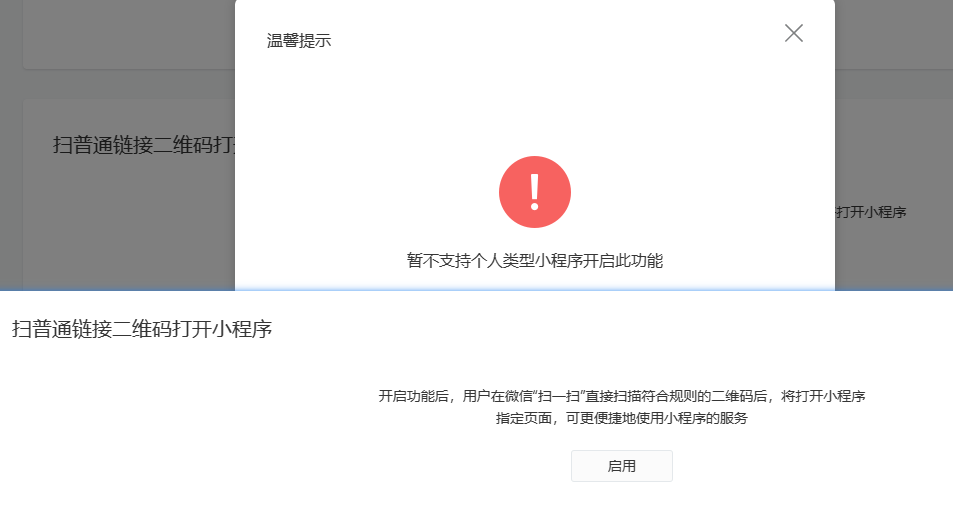 温馨提示
扫普通链接二维码打
打开小程序
暂不支持个人类型小程序开启此功能
扫普通链接二维码打开小程序
开启功能后，用户在微信“扫一扫”直接扫描符合规则的二维码后，将打开小程序
指定页面，可更便捷地使用小程序的服务
启用